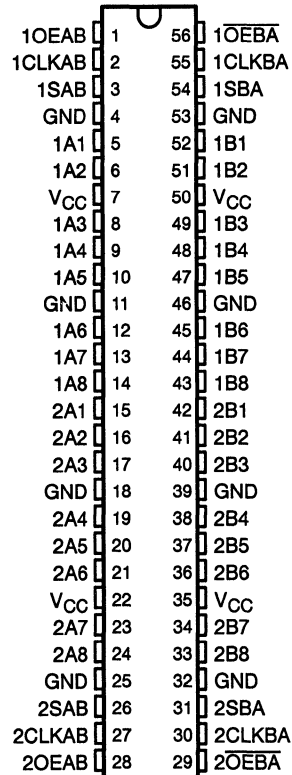 1OEAB 1 56 1O̅E̅B̅A̅
1CLKAB 2 55 1CLKBA
1SAB 3 54 1SBA
GND 4 53 GND
1A1 5 52 1B1
1A2 6 51 1B2
VCC 7 50 VCC
1A3 8 49 1B3
1A4 9 48 1B4
1A5 10 47 1B5
GND 11 46 GND
1A6 12 45 1B6
1A7 13 44 1B7
1A8 14 43 1B8
2A1 15 42 2B1
2A2 16 41 2B2
2A3 17 40 2B3
GND 18 39 GND
2A4 19 38 2B4
2A5 20 37 2B5
2A6 21 36 2B6
VCC 22 35 VCC
2A7 23 34 2B7
2A8 24 33 2B8
GND 25 32 GND
2SAB 26 31 2SBA
2CLKAB 27 30 2CLKBA
2OEAB 28 29 2O̅E̅B̅A̅